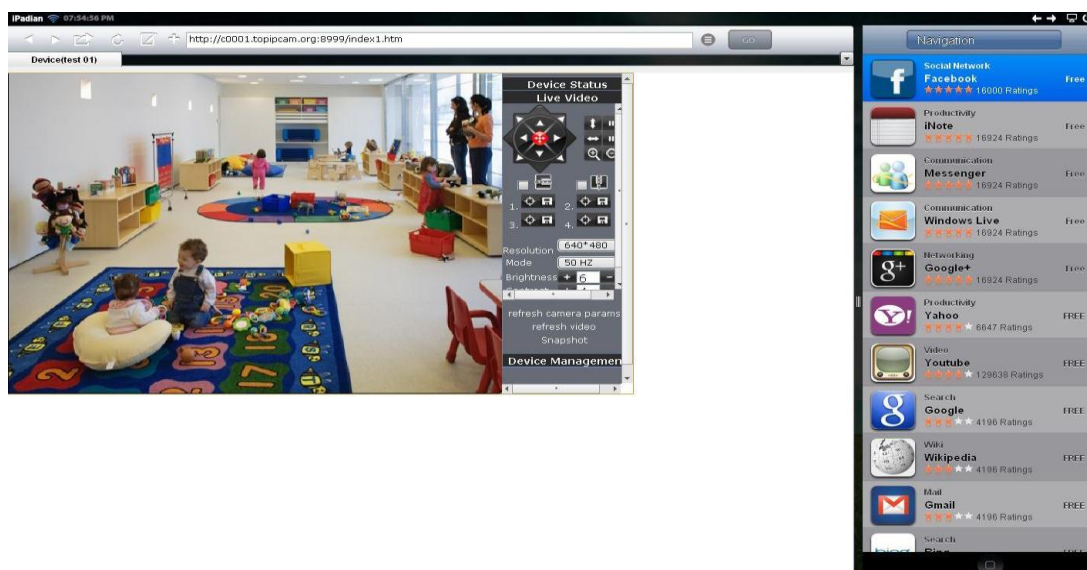 iPadian 07:54:56 PM
http://c0001.topipcam.org:8999/index1.htm
GO
Device(test 01)
Device Status
Live Video
1.
2.
3.
4.
Resolution 640*480
Mode 50 HZ
Brightness + 6 -
refresh camera params
refresh video
Snapshot
Device Managemen
Navigation
Social Network
Facebook Free
16000 Ratings
Productivity
iNote Free
16924 Ratings
Communication
Messenger Free
16924 Ratings
Communication
Windows Live Free
16924 Ratings
Networking
Google+ Free
16924 Ratings
Productivity
Yahoo FREE
6647 Ratings
Video
Youtube FREE
129638 Ratings
Search
Google FREE
4196 Ratings
Wiki
Wikipedia FREE
4196 Ratings
Mail
Gmail FREE
4196 Ratings
Search